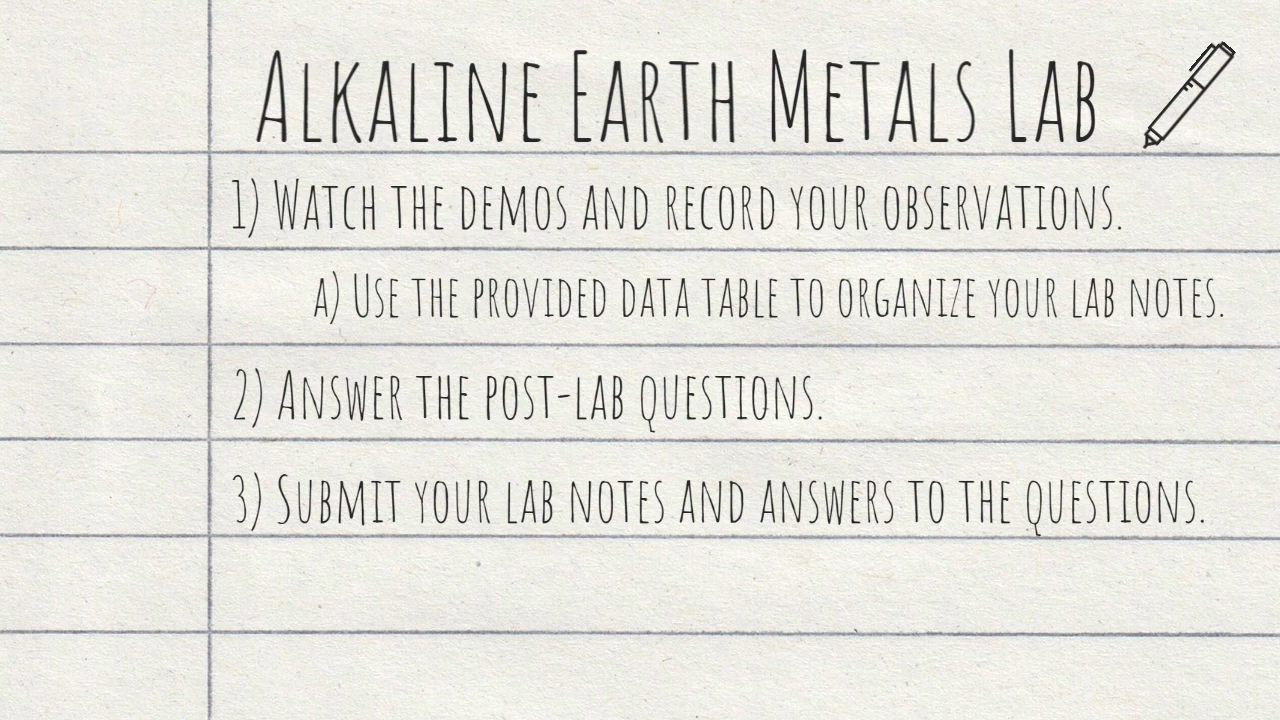 Alkaline Earth Metals Lab
1) Watch the demos and record your observations.
a) Use the provided data table to organize your lab notes.
2) Answer the post-lab questions.
3) Submit your lab notes and answers to the questions.